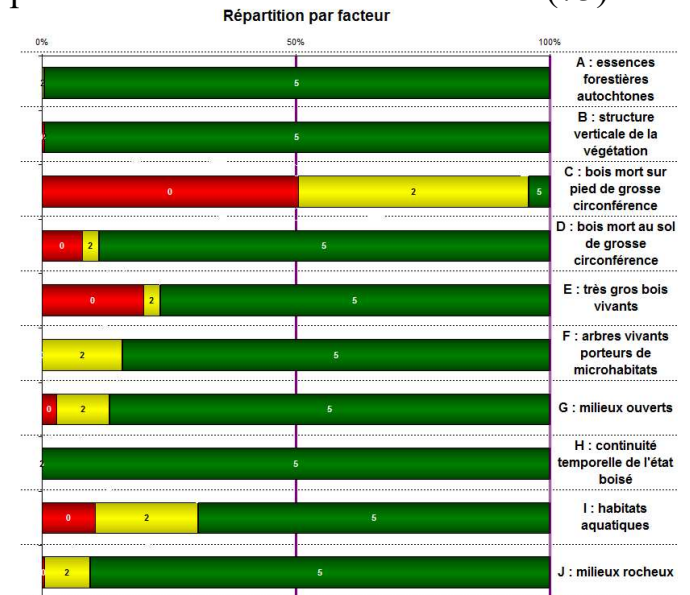 Répartition par facteur
0% 50% 100%
5
A : essences
forestières
autochtones
5
B : structure
verticale de la
végétation
0 2 5
C : bois mort sur
pied de grosse
circonférence
0 2 5
D : bois mort au sol
de grosse
circonférence
0 2 5
E : très gros bois
vivants
2 5
F : arbres vivants
porteurs de
microhabitats
0 2 5
G : milieux ouverts
2 5
H : continuité
temporelle de l'état
boisé
0 2 5
I : habitats
aquatiques
2 5
J : milieux rocheux